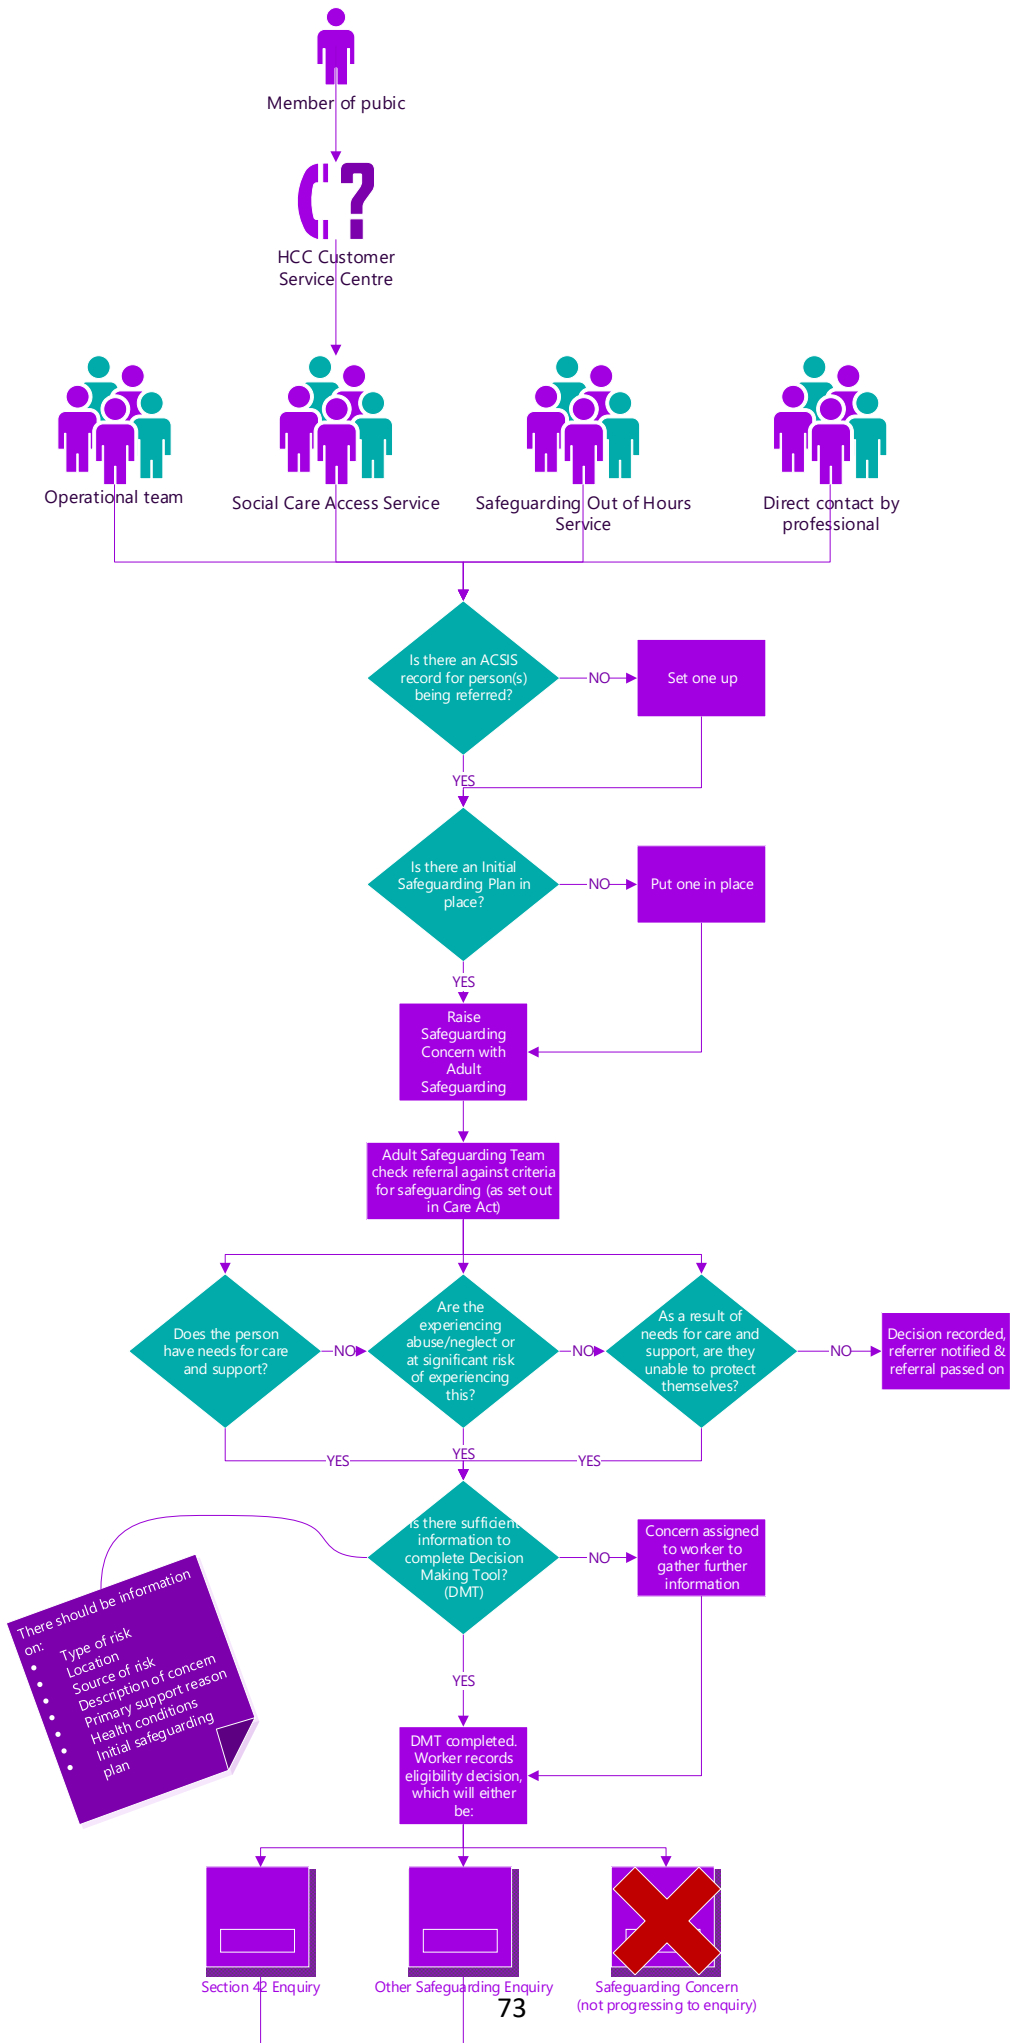 Member of pubic
HCC Customer
Service Centre
Operational team
Social Care Access Service
Safeguarding Out of Hours
Service
Direct contact by
professional
Is there an ACSIS
record for person(s)
being referred?
NO
Set one up
YES
Is there an Initial
Safeguarding Plan in
place?
NO
Put one in place
YES
Raise
Safeguarding
Concern with
Adult
Safeguarding
Adult Safeguarding Team
check referral against criteria
for safeguarding (as set out
in Care Act)
Does the person
have needs for care
and support?
NO
Are the
experiencing
abuse/neglect or
at significant risk
of experiencing
this?
NO
As a result of
needs for care and
support, are they
unable to protect
themselves?
NO
Decision recorded,
referrer notified &
referral passed on
YES
YES
YES
Is there sufficient
information to
complete Decision
Making Tool?
(DMT)
NO
Concern assigned
to worker to
gather further
information
There should be information
on:
• Type of risk
• Location
• Source of risk
• Description of concern
• Primary support reason
• Health conditions
• Initial safeguarding
plan
YES
DMT completed.
Worker records
eligibility decision,
which will either
be:
Section 42 Enquiry
Other Safeguarding Enquiry
Safeguarding Concern
(not progressing to enquiry)
73